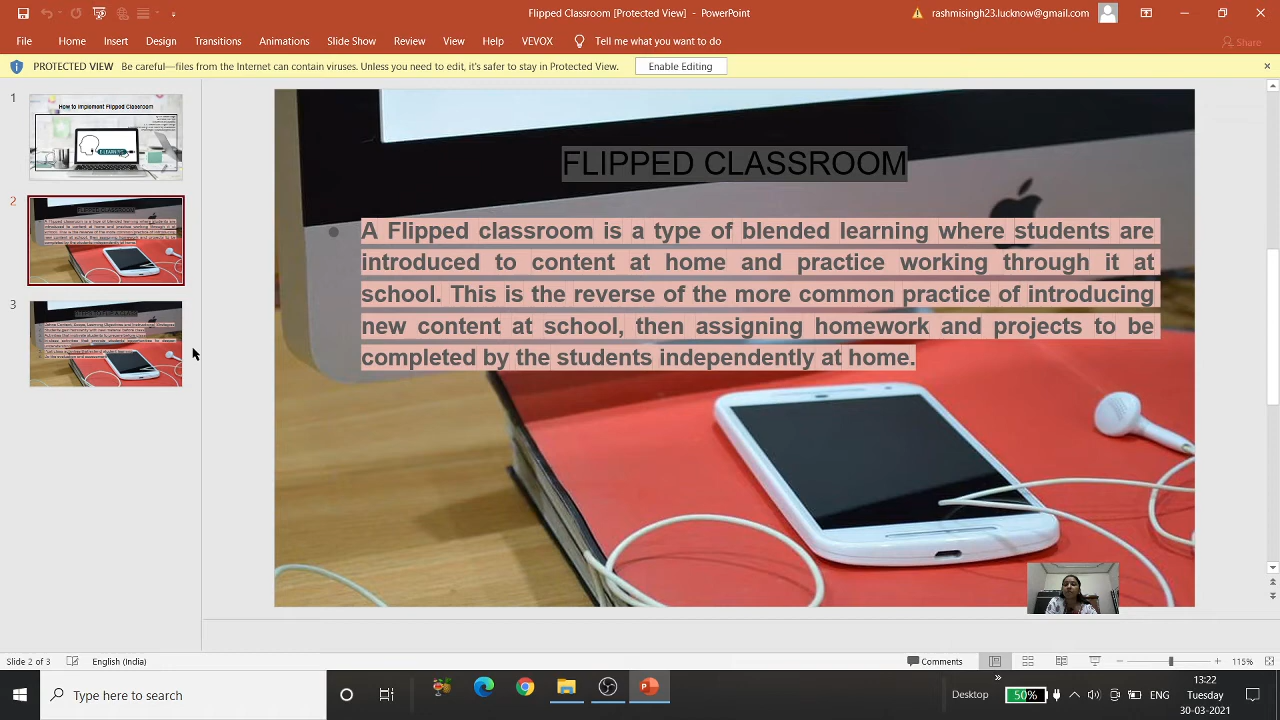 Flipped Classroom [Protected View] - PowerPoint
rashmisingh23.lucknow@gmail.com
File Home Insert Design Transitions Animations Slide Show Review View Help VEVOX Tell me what you want to do Share
PROTECTED VIEW Be careful—files from the Internet can contain viruses. Unless you need to edit, it's safer to stay in Protected View. Enable Editing
1
How to Implement Flipped Classroom
E-LEARNING
2
3
FLIPPED CLASSROOM
• A Flipped classroom is a type of blended learning where students are
introduced to content at home and practice working through it at
school. This is the reverse of the more common practice of introducing
new content at school, then assigning homework and projects to be
completed by the students independently at home.
Slide 2 of 3 English (India) Comments 115%
Type here to search
Desktop 50% ENG
13:22
Tuesday
30-03-2021